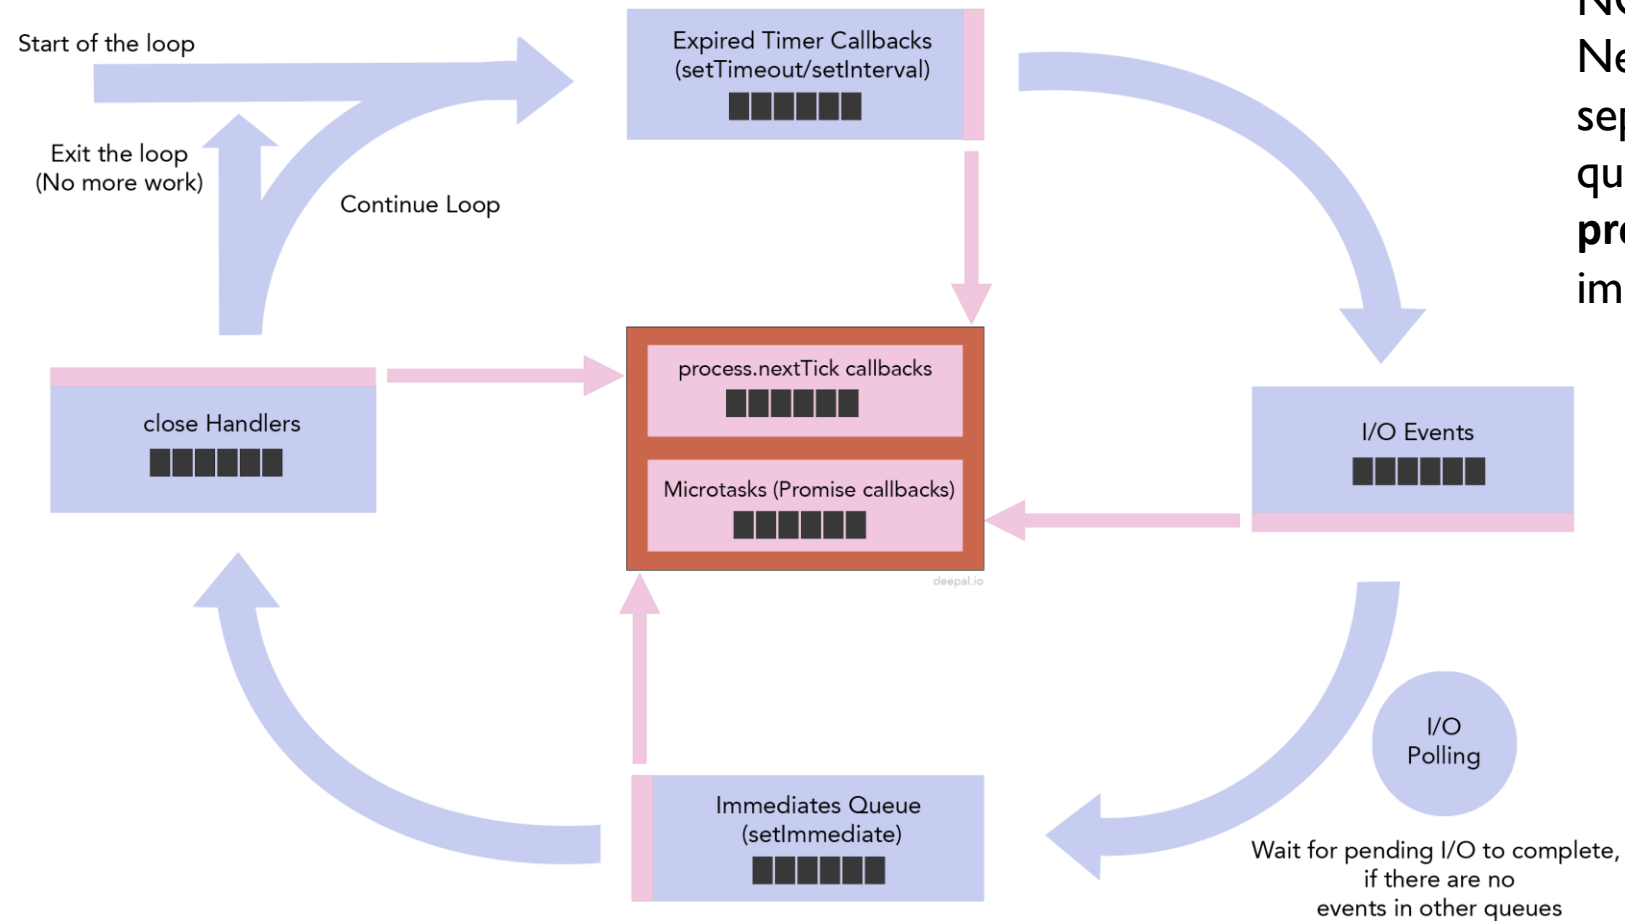 Start of the loop
Exit the loop
(No more work)
Continue Loop
Expired Timer Callbacks
(setTimeout/setInterval)
process.nextTick callbacks
Microtasks (Promise callbacks)
deepal.io
close Handlers
I/O Events
I/O
Polling
Wait for pending I/O to complete,
if there are no
events in other queues
Immediates Queue
(setImmediate)